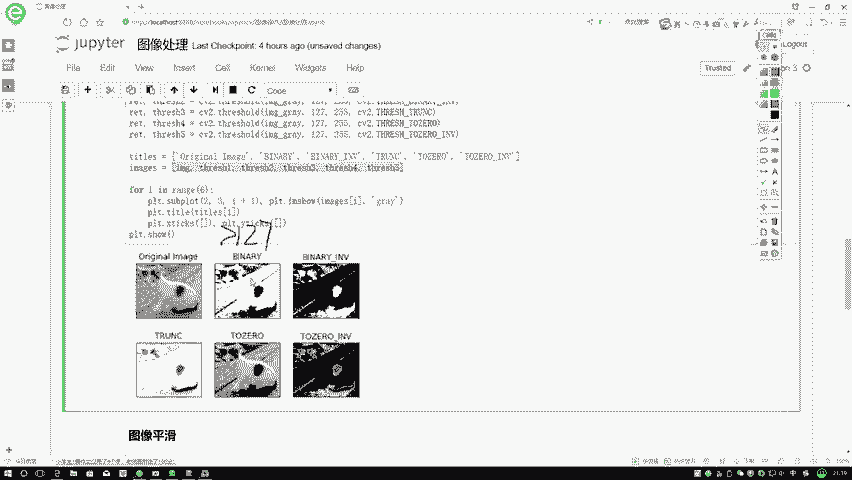 jupyter 图像处理 Last Checkpoint: 4 hours ago (unsaved changes)
Logout
File Edit View Insert Cell Kernel Widgets Help
Trusted
Code
ret, thresh3 = cv2.threshold(img_gray, 127, 255, cv2.THRESH_TRUNC)
ret, thresh4 = cv2.threshold(img_gray, 127, 255, cv2.THRESH_TOZERO)
ret, thresh5 = cv2.threshold(img_gray, 127, 255, cv2.THRESH_TOZERO_INV)
titles = ['Original Image', 'BINARY', 'BINARY_INV', 'TRUNC', 'TOZERO', 'TOZERO_INV']
images = [img, thresh1, thresh2, thresh3, thresh4, thresh5]
for i in range(6):
plt.subplot(2, 3, i + 1), plt.imshow(images[i], 'gray')
plt.title(titles[i])
plt.xticks([]), plt.yticks([])
plt.show()
>127
Original Image BINARY BINARY_INV
TRUNC TOZERO TOZERO_INV
图像平滑
21:19